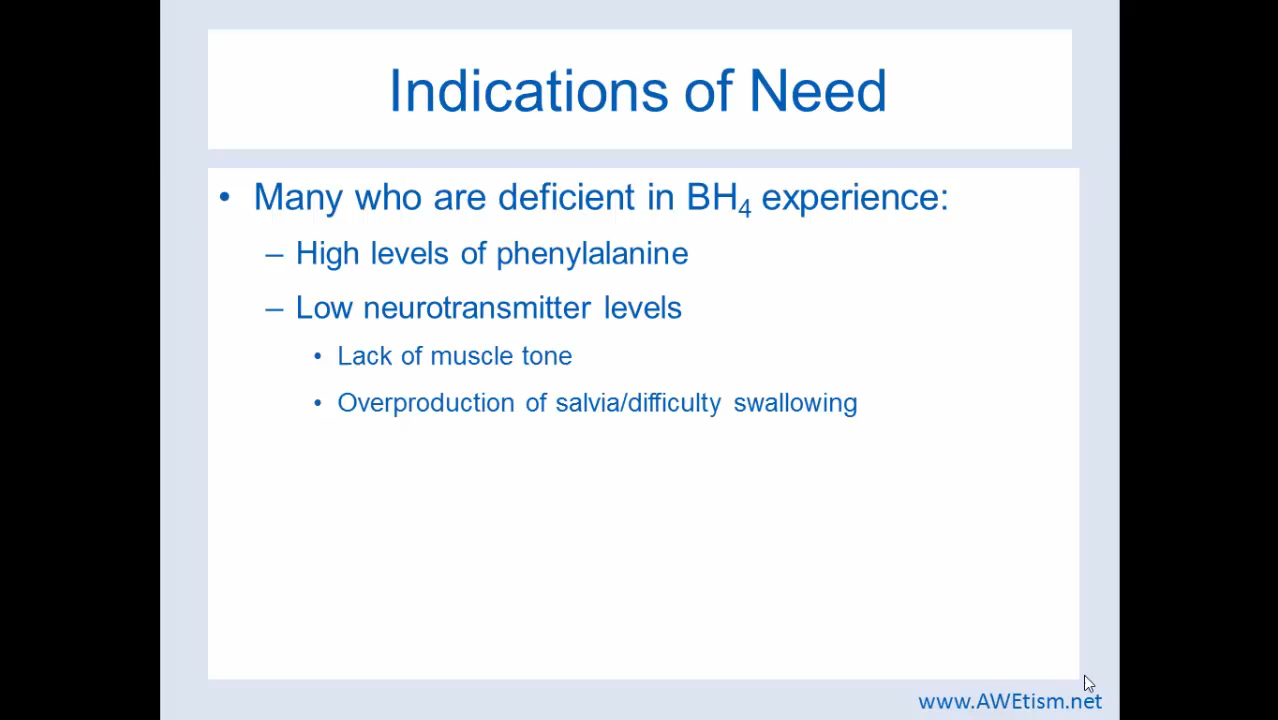 Indications of Need
• Many who are deficient in BH₄ experience:
– High levels of phenylalanine
– Low neurotransmitter levels
• Lack of muscle tone
• Overproduction of salvia/difficulty swallowing
www.AWEtism.net